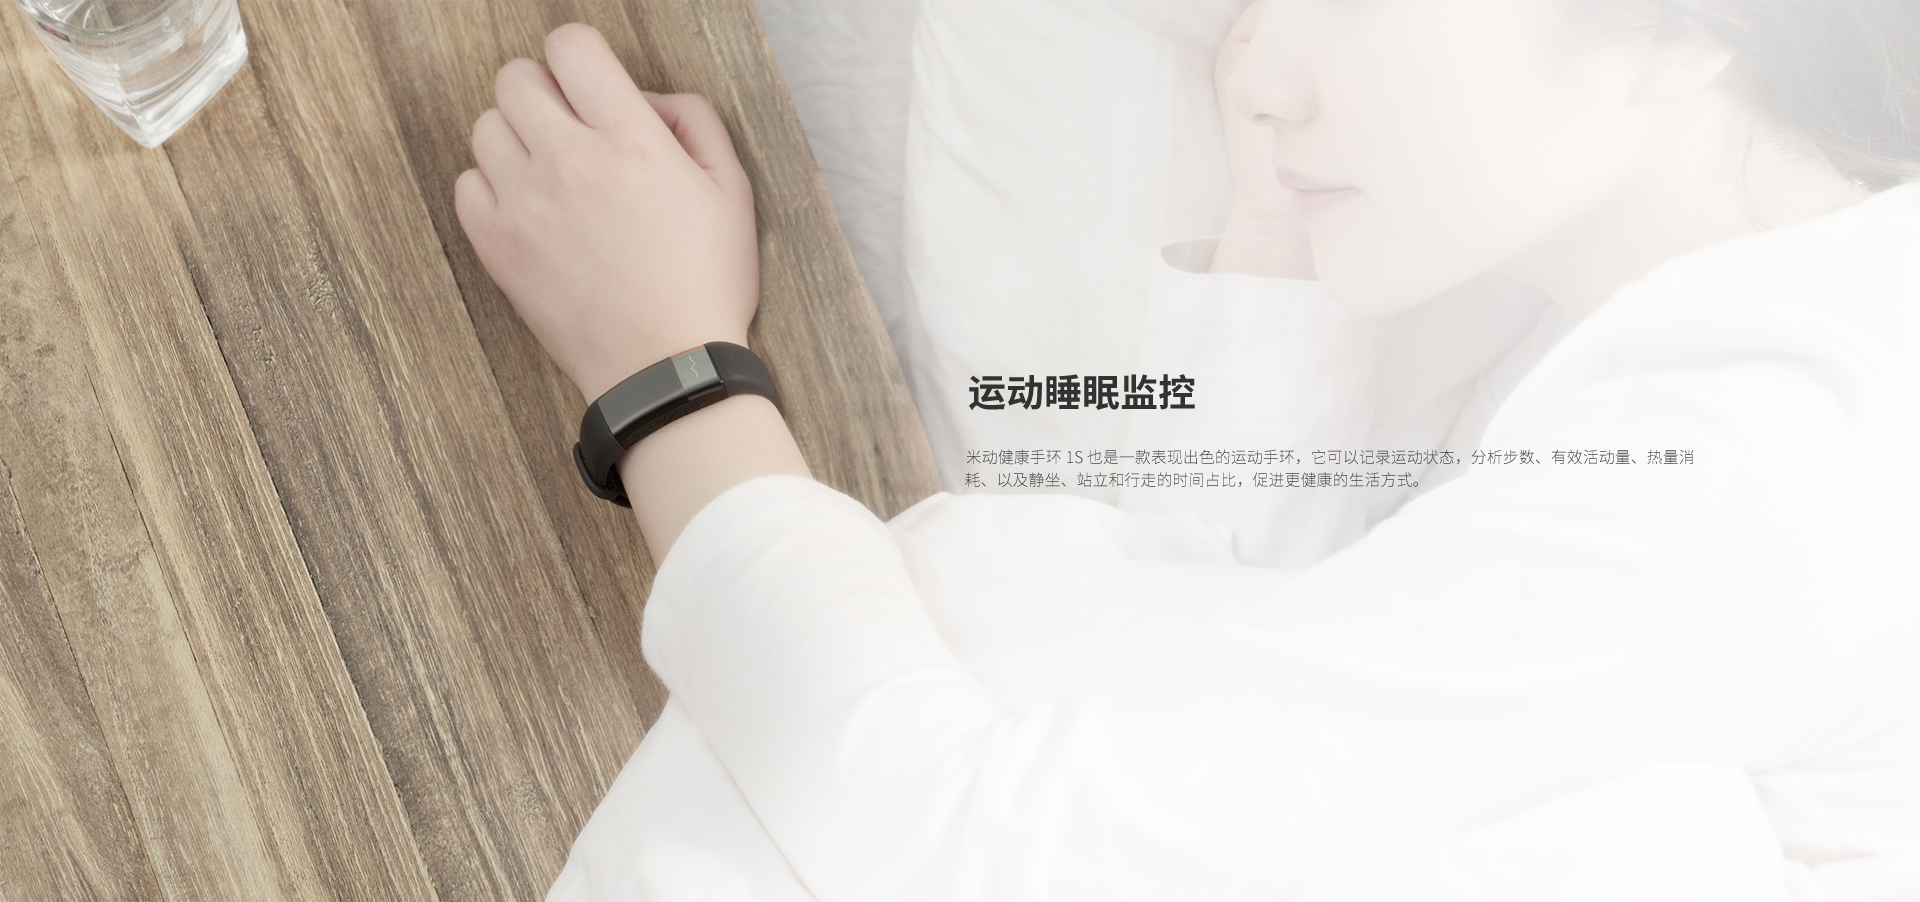 运动睡眠监控
米动健康手环 1S 也是一款表现出色的运动手环，它可以记录运动状态，分析步数、有效活动量、热量消
耗、以及静坐、站立和行走的时间占比，促进更健康的生活方式。